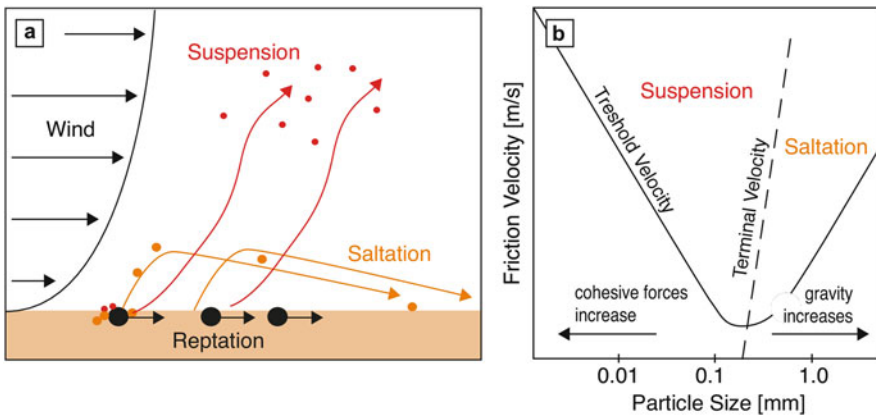 a
Suspension
Wind
Saltation
Reptation
b
Friction Velocity [m/s]
Treshold Velocity
Suspension
Terminal Velocity
Saltation
cohesive forces
increase
gravity
increases
0.01
0.1
1.0
Particle Size [mm]